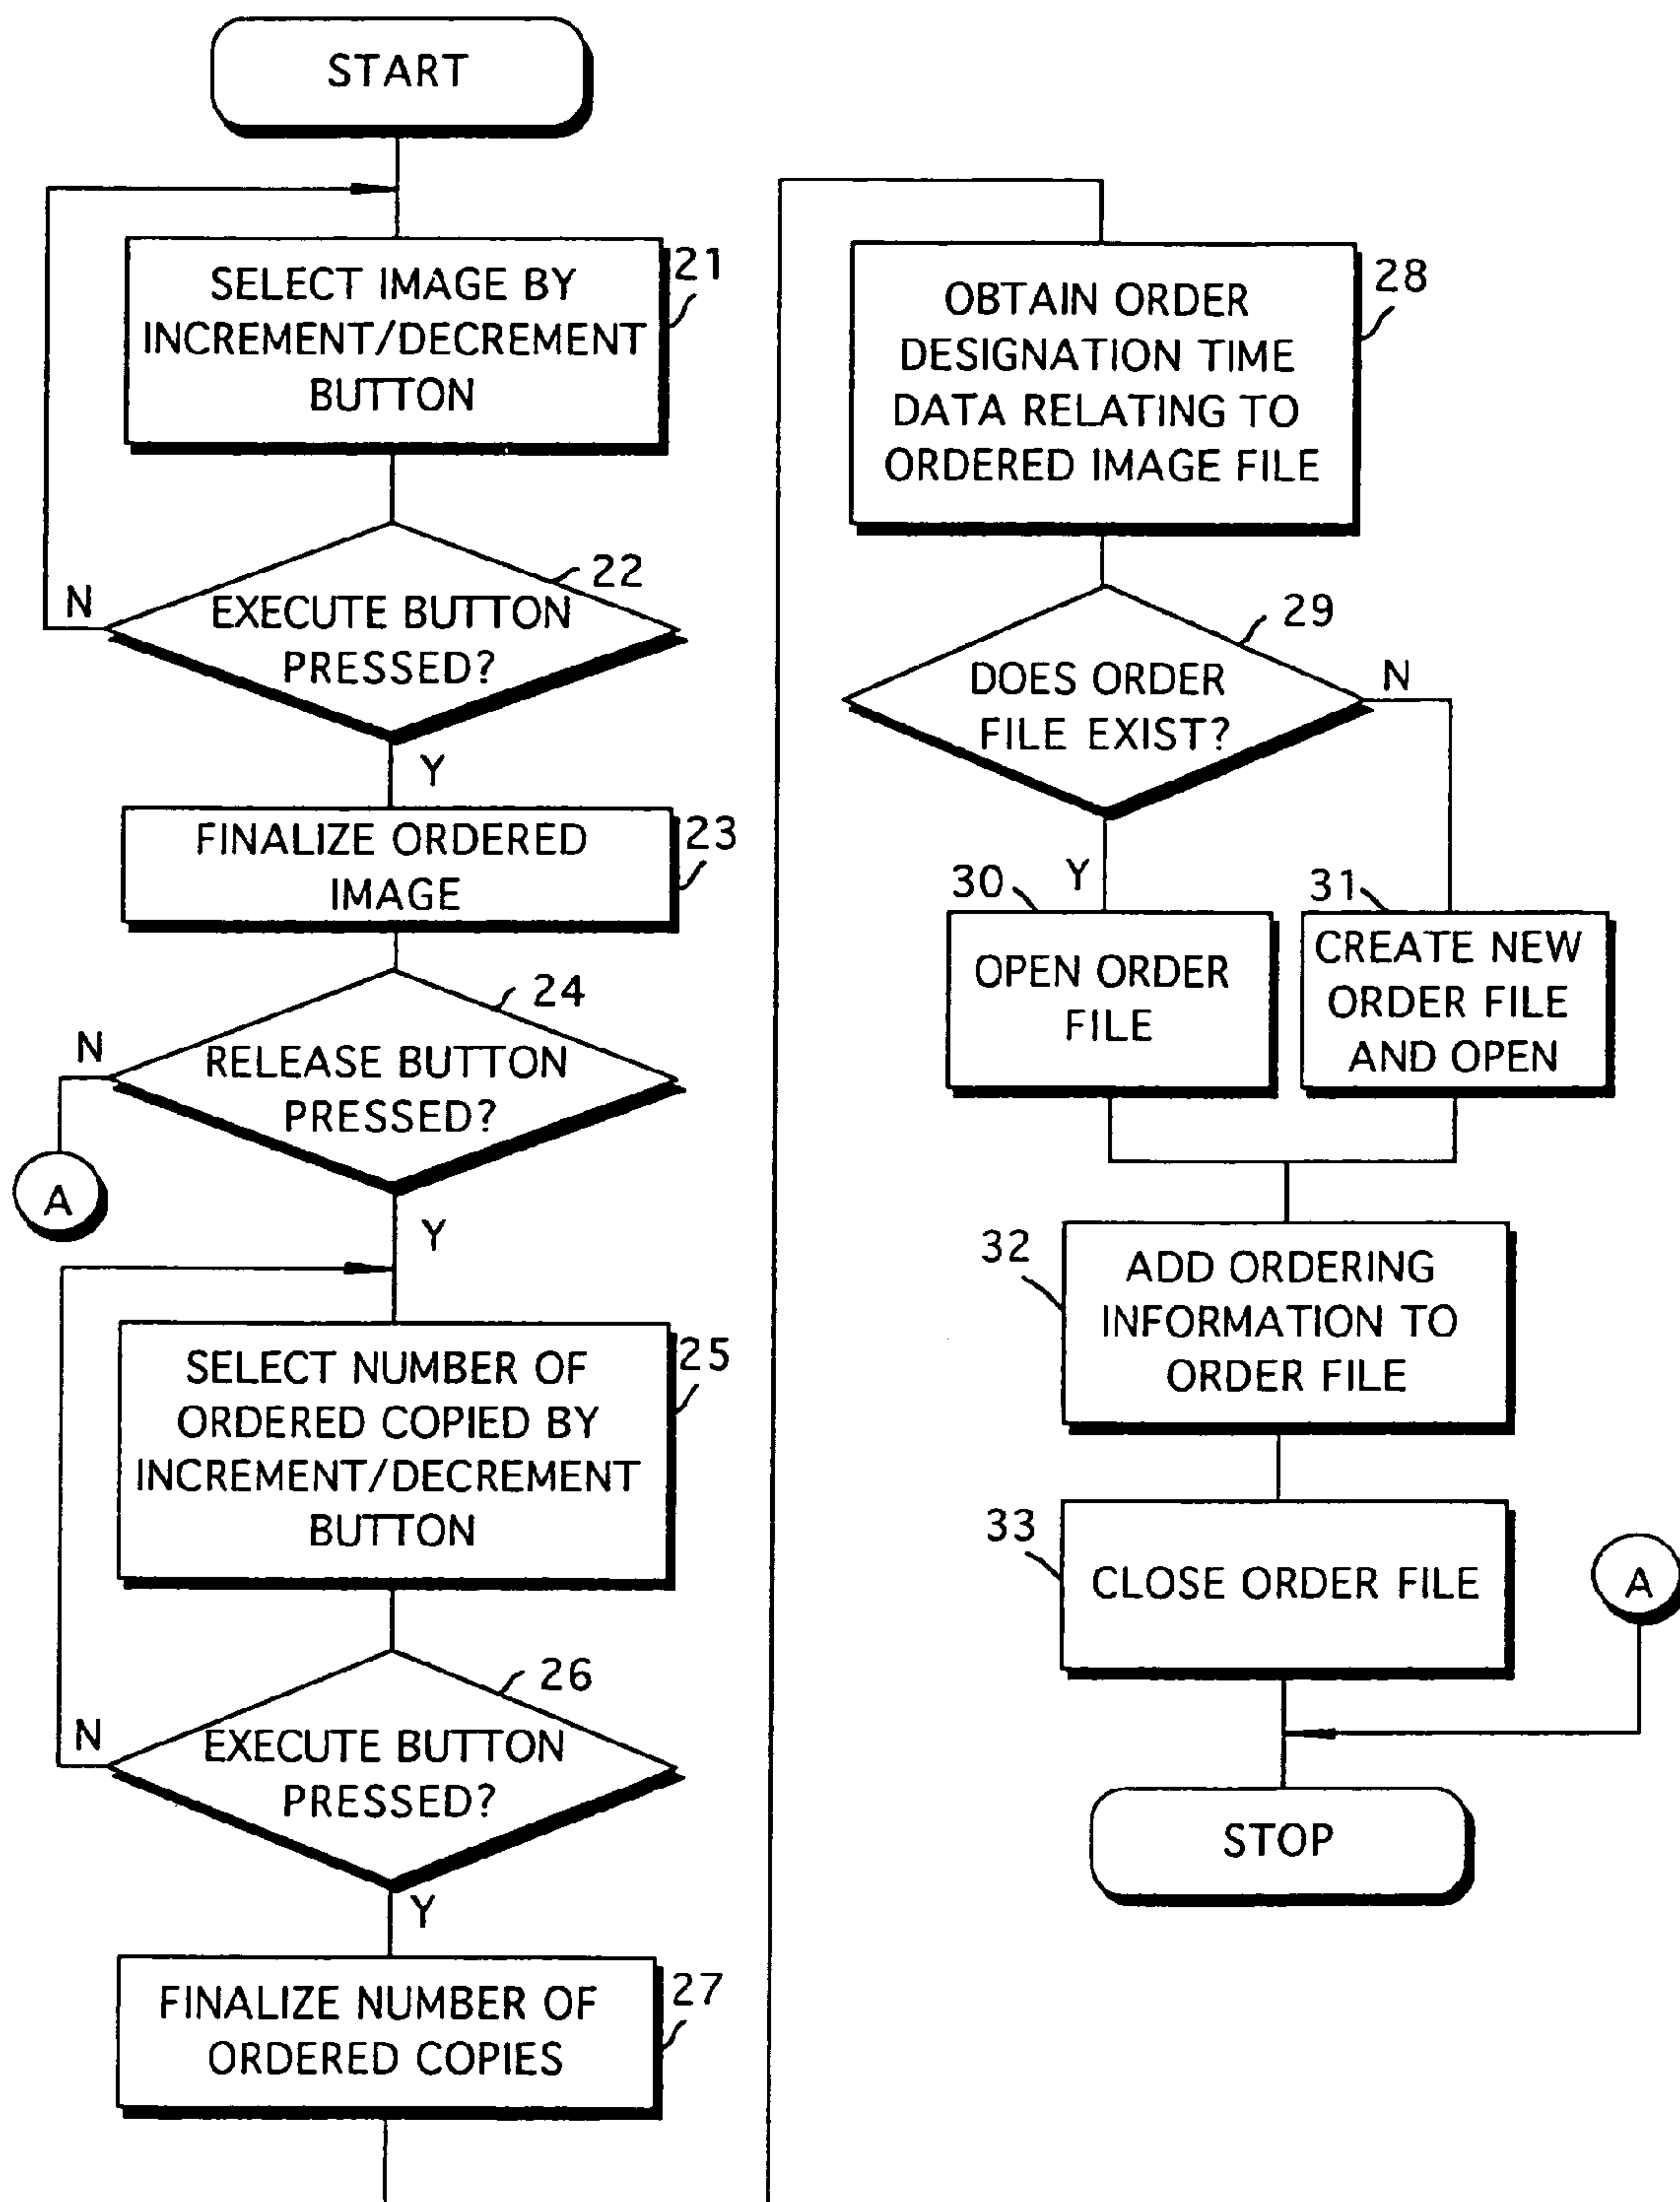 START
SELECT IMAGE BY
INCREMENT/DECREMENT
BUTTON
21
22
N
EXECUTE BUTTON
PRESSED?
Y
FINALIZE ORDERED
IMAGE
23
24
N
RELEASE BUTTON
PRESSED?
A
Y
SELECT NUMBER OF
ORDERED COPIED BY
INCREMENT/DECREMENT
BUTTON
25
26
N
EXECUTE BUTTON
PRESSED?
Y
FINALIZE NUMBER OF
ORDERED COPIES
27
OBTAIN ORDER
DESIGNATION TIME
DATA RELATING TO
ORDERED IMAGE FILE
28
29
DOES ORDER
FILE EXIST?
N
Y
30
OPEN ORDER
FILE
31
CREATE NEW
ORDER FILE
AND OPEN
32
ADD ORDERING
INFORMATION TO
ORDER FILE
33
CLOSE ORDER FILE
A
STOP